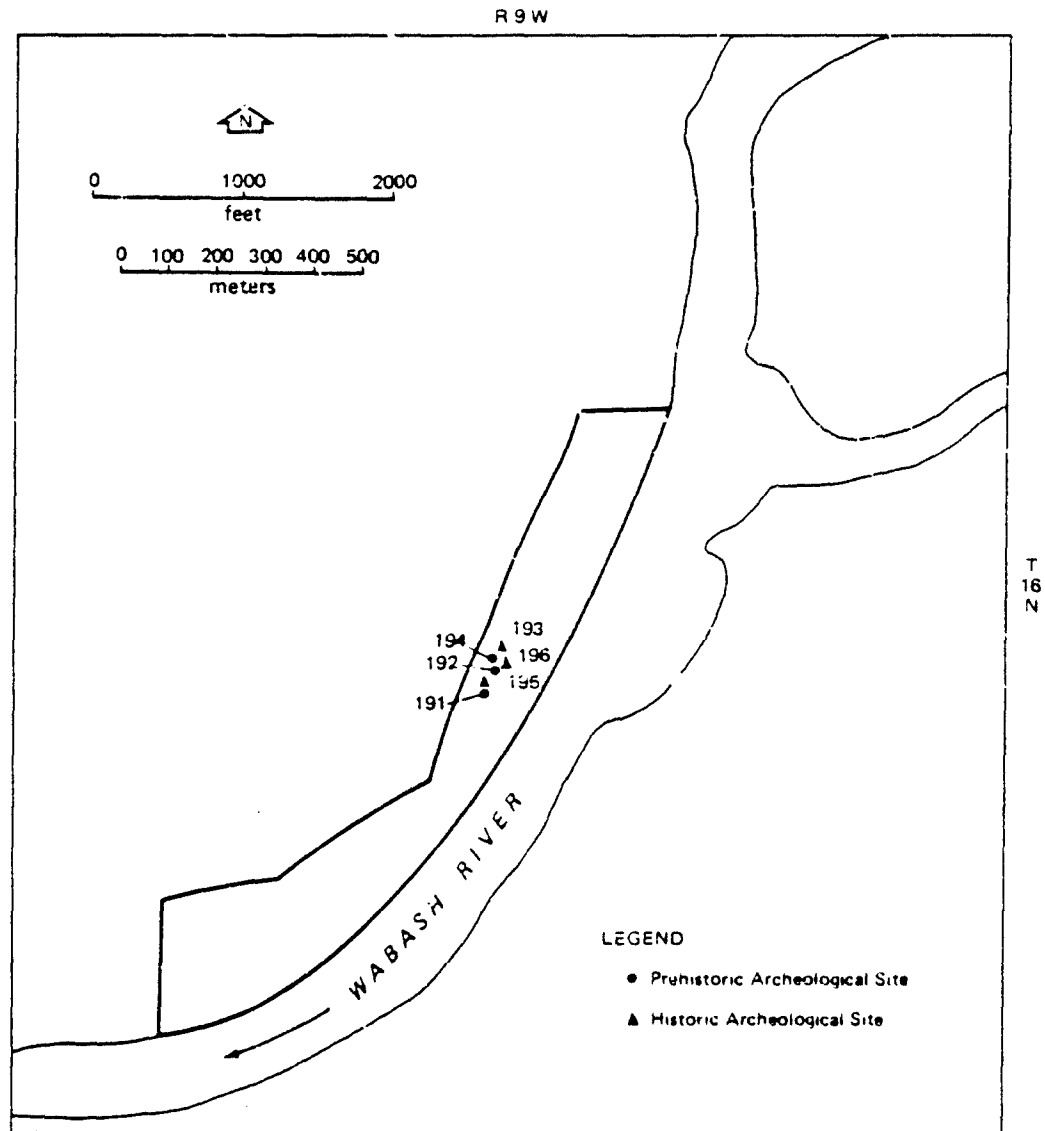 R 9 W
N
0 1000 2000
feet
0 100 200 300 400 500
meters
T
16
N
193
194
196
192
195
191
WABASH RIVER
LEGEND
Prehistoric Archeological Site
Historic Archeological Site